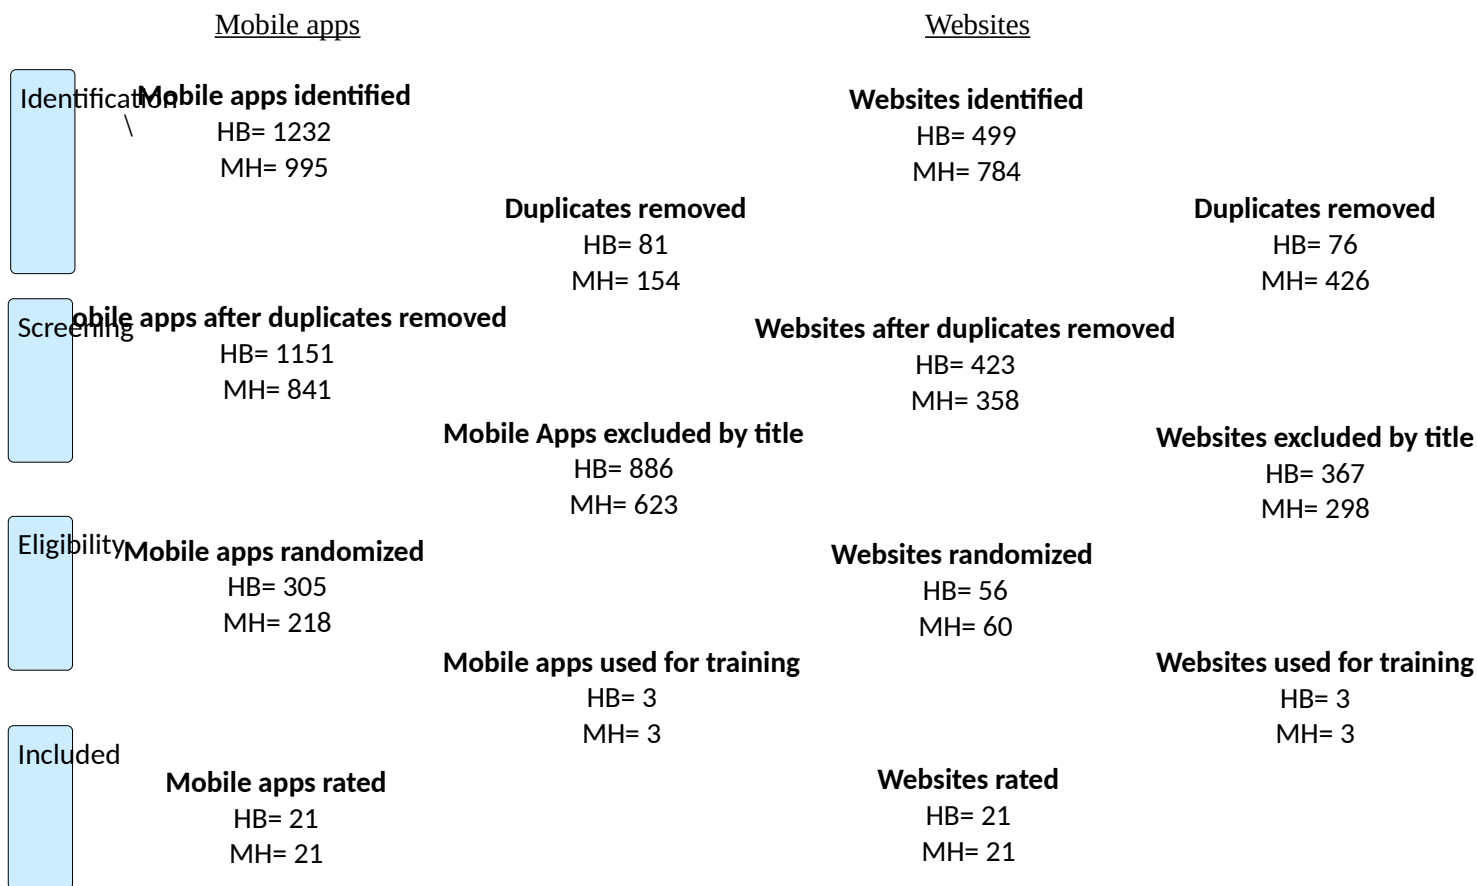 Mobile apps
Websites
Identification
\
Mobile apps identified
HB= 1232
MH= 995
Websites identified
HB= 499
MH= 784
Duplicates removed
HB= 81
MH= 154
Duplicates removed
HB= 76
MH= 426
Screening
obile apps after duplicates removed
HB= 1151
MH= 841
Websites after duplicates removed
HB= 423
MH= 358
Mobile Apps excluded by title
HB= 886
MH= 623
Websites excluded by title
HB= 367
MH= 298
Eligibility
Mobile apps randomized
HB= 305
MH= 218
Websites randomized
HB= 56
MH= 60
Mobile apps used for training
HB= 3
MH= 3
Websites used for training
HB= 3
MH= 3
Included
Mobile apps rated
HB= 21
MH= 21
Websites rated
HB= 21
MH= 21